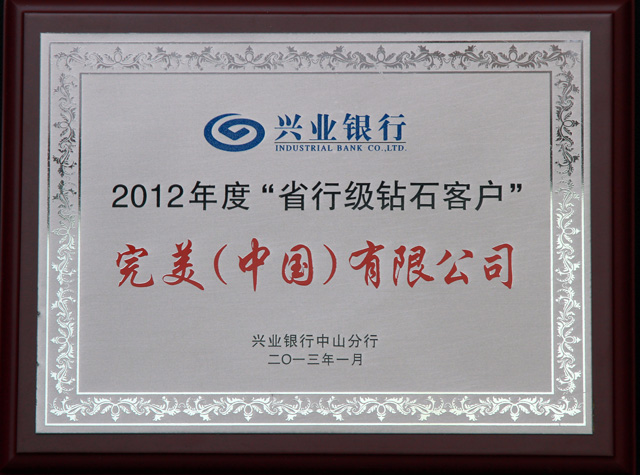 兴业银行
INDUSTRIAL BANK CO.,LTD.
2012年度“省行级钻石客户”
完美(中国)有限公司
兴业银行中山分行
二〇一三年一月